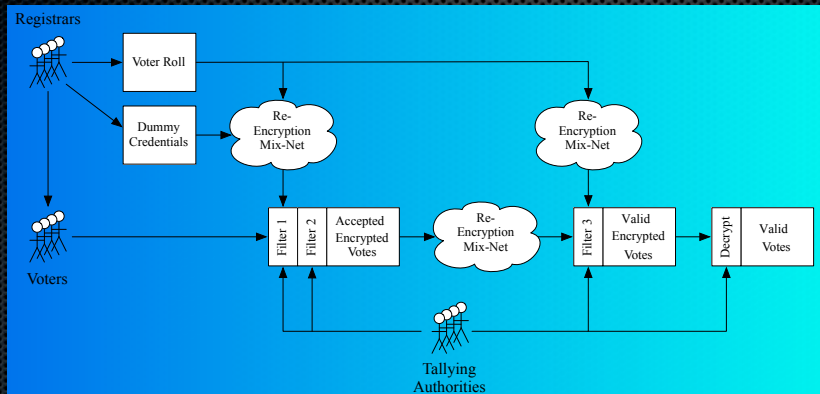 Registrars
Voter Roll
Dummy
Credentials
Re-
Encryption
Mix-Net
Re-
Encryption
Mix-Net
Voters
Filter 1
Filter 2
Accepted
Encrypted
Votes
Re-
Encryption
Mix-Net
Filter 3
Valid
Encrypted
Votes
Decrypt
Valid
Votes
Tallying
Authorities